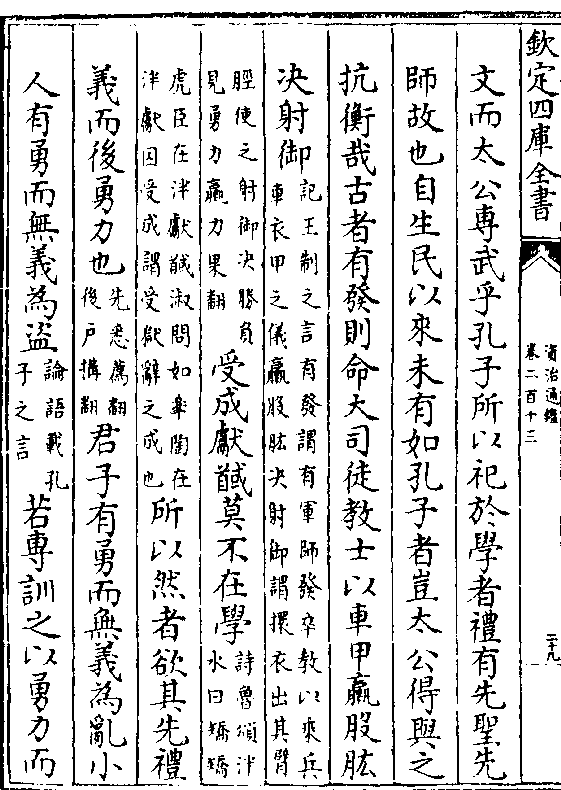 欽定四庫全書
資治通鑑
卷二百十三
二十九
文而太公専武乎孔子所以祀於學者禮有先聖先
師故也自生民以來未有如孔子者豈太公得與之
抗衡哉古者有發則命大司徒教士以車甲臝股肱
决射御記王制之言有發謂有軍師發卒教以乘兵
車衣甲之儀臝股肱决射御謂擐衣出其臂
脛使之射御决勝負
見勇力臝力果翻
受成獻馘莫不在學詩魯頌泮
水曰矯矯
虎臣在泮獻馘淑問如臯陶在
泮獻囚受成謂受獻辭之成也
所以然者欲其先禮
義而後勇力也先悉薦翻
後戸搆翻
君子有勇而無義為亂小
人有勇而無義為盗論語載孔
子之言
若専訓之以勇力而